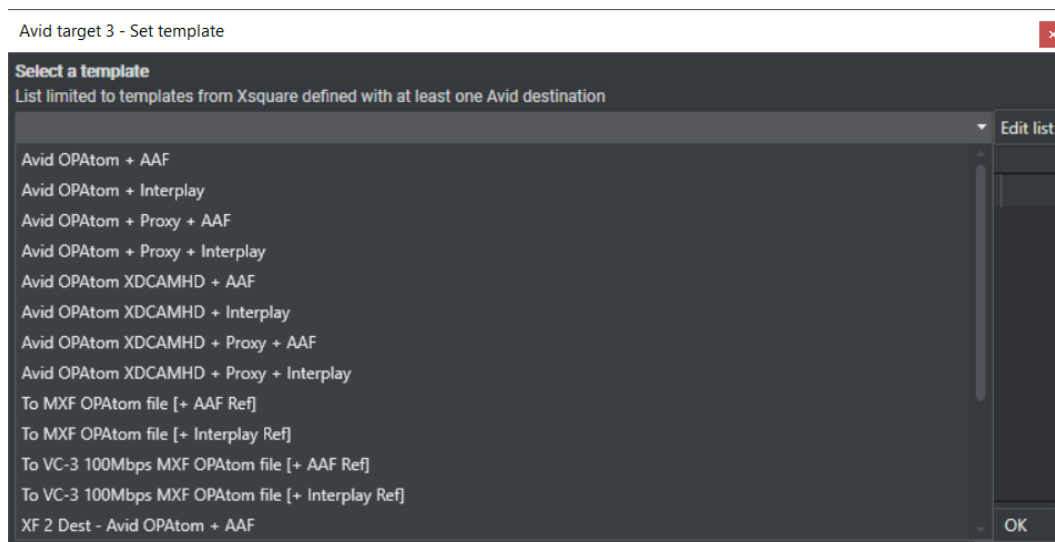 Avid target 3 - Set template
Select a template
List limited to templates from Xsquare defined with at least one Avid destination
Edit list
Avid OPAtom + AAF
Avid OPAtom + Interplay
Avid OPAtom + Proxy + AAF
Avid OPAtom + Proxy + Interplay
Avid OPAtom XDCAMHD + AAF
Avid OPAtom XDCAMHD + Interplay
Avid OPAtom XDCAMHD + Proxy + AAF
Avid OPAtom XDCAMHD + Proxy + Interplay
To MXF OPAtom file [+ AAF Ref]
To MXF OPAtom file [+ Interplay Ref]
To VC-3 100Mbps MXF OPAtom file [+ AAF Ref]
To VC-3 100Mbps MXF OPAtom file [+ Interplay Ref]
XF 2 Dest - Avid OPAtom + AAF
OK